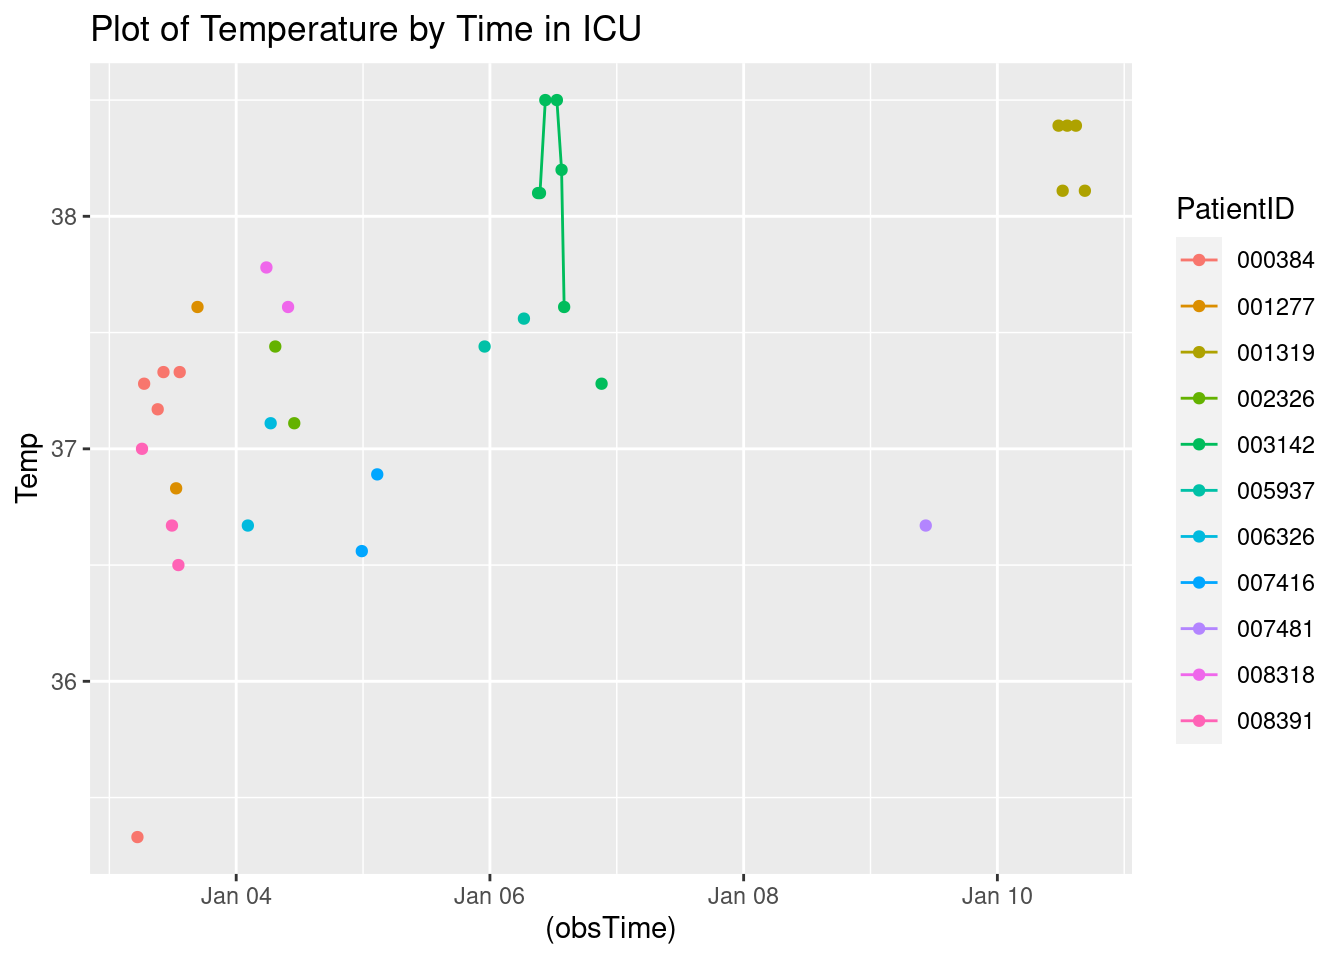 Plot of Temperature by Time in ICU
38
37
36
Temp
Jan 04
Jan 06
Jan 08
Jan 10
(obsTime)
PatientID
000384
001277
001319
002326
003142
005937
006326
007416
007481
008318
008391